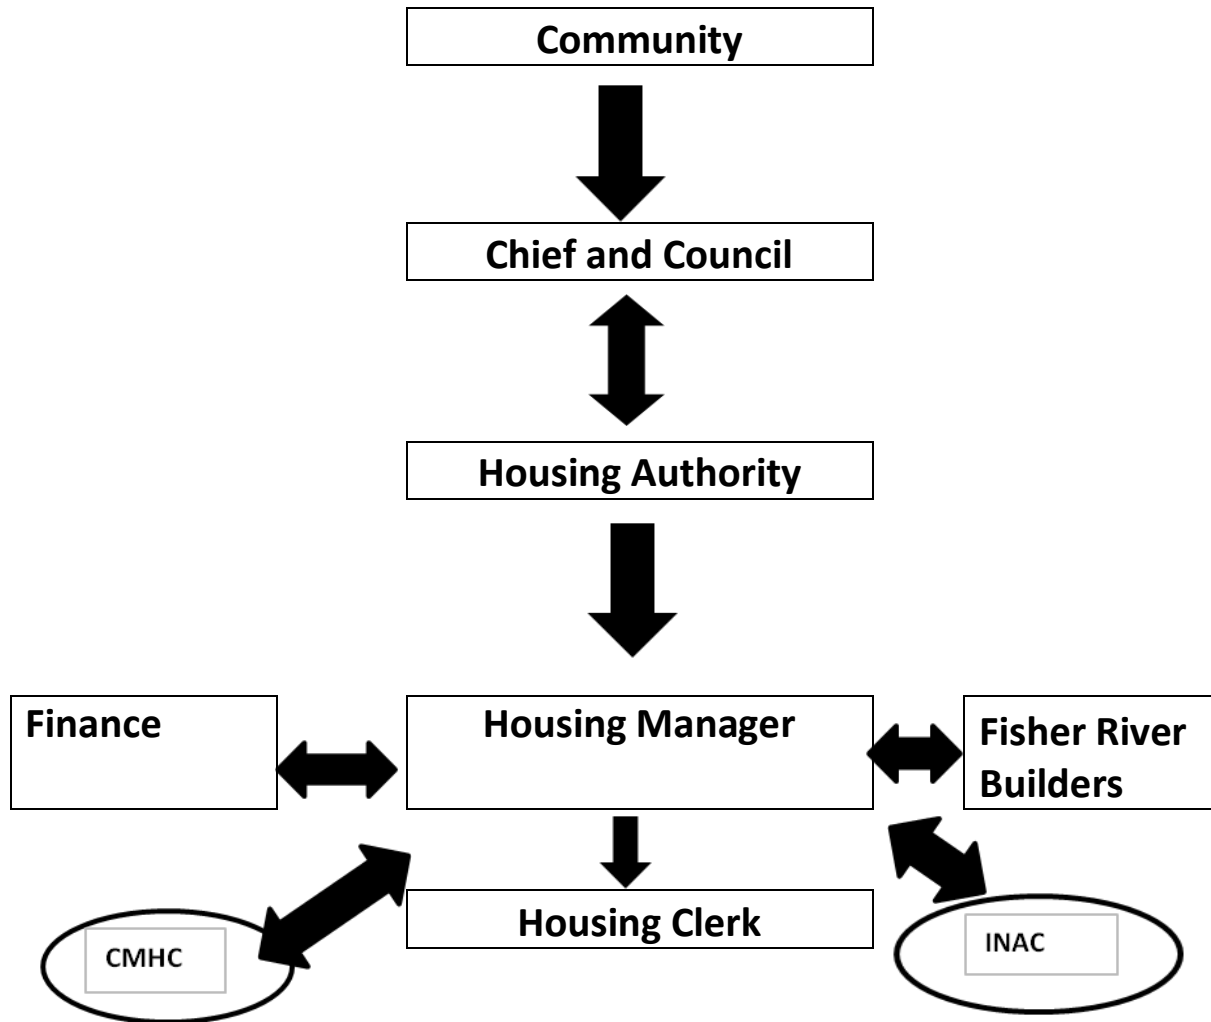 Community
Chief and Council
Housing Authority
Finance
Housing Manager
Fisher River
Builders
Housing Clerk
CMHC
INAC